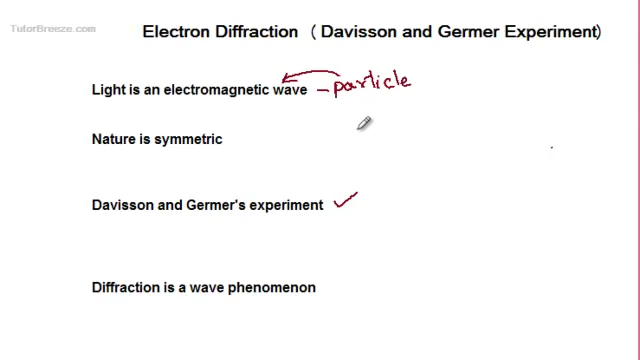 TutorBreeze.com
Electron Diffraction ( Davisson and Germer Experiment)
Light is an electromagnetic wave – particle
Nature is symmetric
Davisson and Germer's experiment ✓
Diffraction is a wave phenomenon